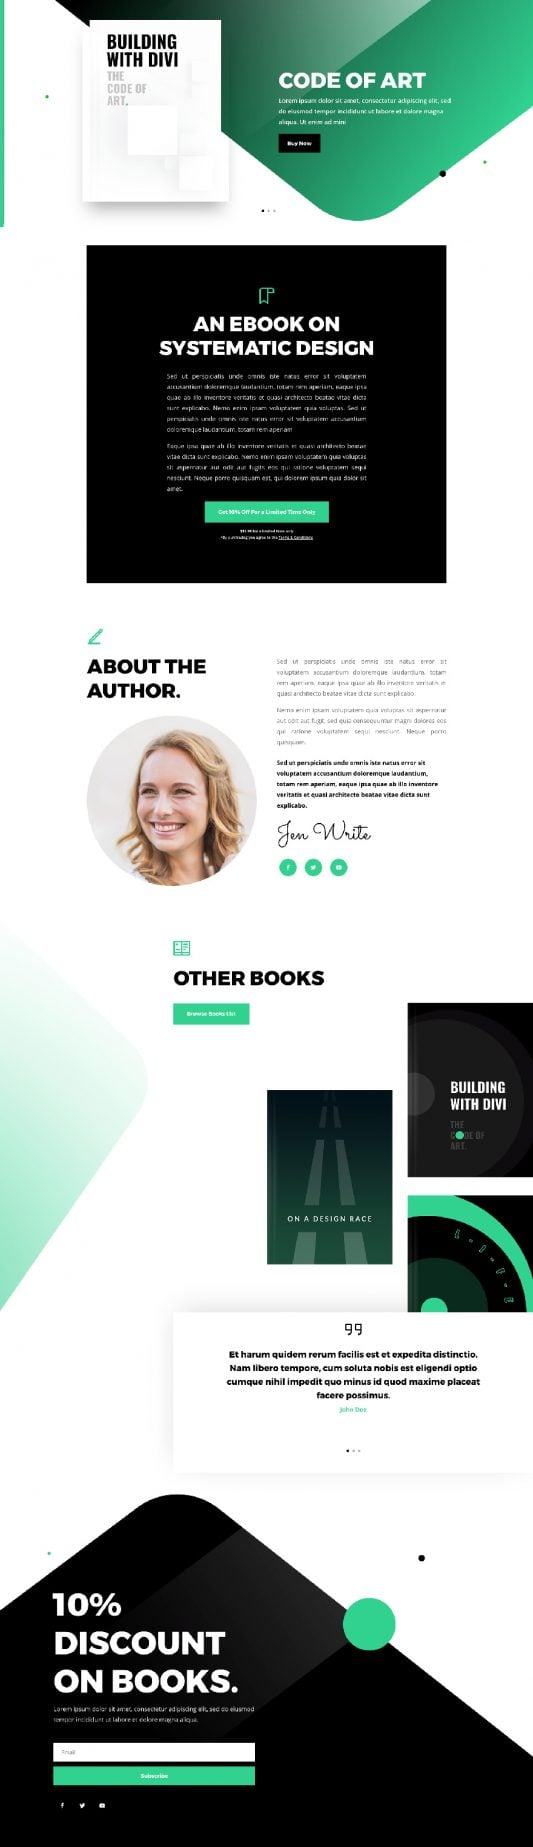 BUILDING
WITH DIVI
THE
CODE OF
ART.
CODE OF ART
Lorem ipsum dolor sit amet, consectetur adipiscing elit, sed
do eiusmod tempor incididunt ut labore et dolore magna
aliqua. Ut enim ad mini
Buy Now
AN EBOOK ON
SYSTEMATIC DESIGN
Sed ut perspiciatis unde omnis iste natus error sit voluptatem
accusantium doloremque laudantium, totam rem aperiam, eaque ipsa
quae ab illo inventore veritatis et quasi architecto beatae vitae dicta
sunt explicabo. Nemo enim ipsam voluptatem quia voluptas. Sed ut
perspiciatis unde omnis iste natus error sit voluptatem accusantium
doloremque laudantium, totam rem aperiam
Eaque ipsa quae ab illo inventore veritatis et quasi architecto beatae
vitae dicta sunt explicabo. Nemo enim ipsam voluptatem quia voluptas
sit aspernatur aut odit aut fugits eos qui ratione voluptatem sequi
nesciunt. Neque porro quisquam est, qui dolorem ipsum quia dolor sit
amet.
Get 10% Off For a Limited Time Only
for a limited time only
*By purchasing you agree to the Terms & Conditions
ABOUT THE
AUTHOR.
Sed ut perspiciatis unde omnis iste natus error sit
voluptatem accusantium doloremque laudantium, totam
rem aperiam, eaque ipsa quae ab illo inventore veritatis et
quasi architecto beatae vitae dicta sunt explicabo.
Nemo enim ipsam voluptatem quia voluptas sit aspernatur
aut odit aut fugit, sed quia consequuntur magni dolores eos
qui ratione voluptatem sequi nesciunt. Neque porro
quisquam.
Sed ut perspiciatis unde omnis iste natus error sit
voluptatem accusantium doloremque laudantium,
totam rem aperiam, eaque ipsa quae ab illo inventore
veritatis et quasi architecto beatae vitae dicta sunt
explicabo.
Jen Write
OTHER BOOKS
Browse Books List
BUILDING
WITH DIVI
THE
CODE OF
ART.
ON A DESIGN RACE
Et harum quidem rerum facilis est et expedita distinctio.
Nam libero tempore, cum soluta nobis est eligendi optio
cumque nihil impedit quo minus id quod maxime placeat
facere possimus.
John Doe
10%
DISCOUNT
ON BOOKS.
Lorem ipsum dolor sit amet, consectetur adipiscing elit, sed do eiusmod
tempor incididunt ut labore et dolore magna aliqua.
Email
Subscribe